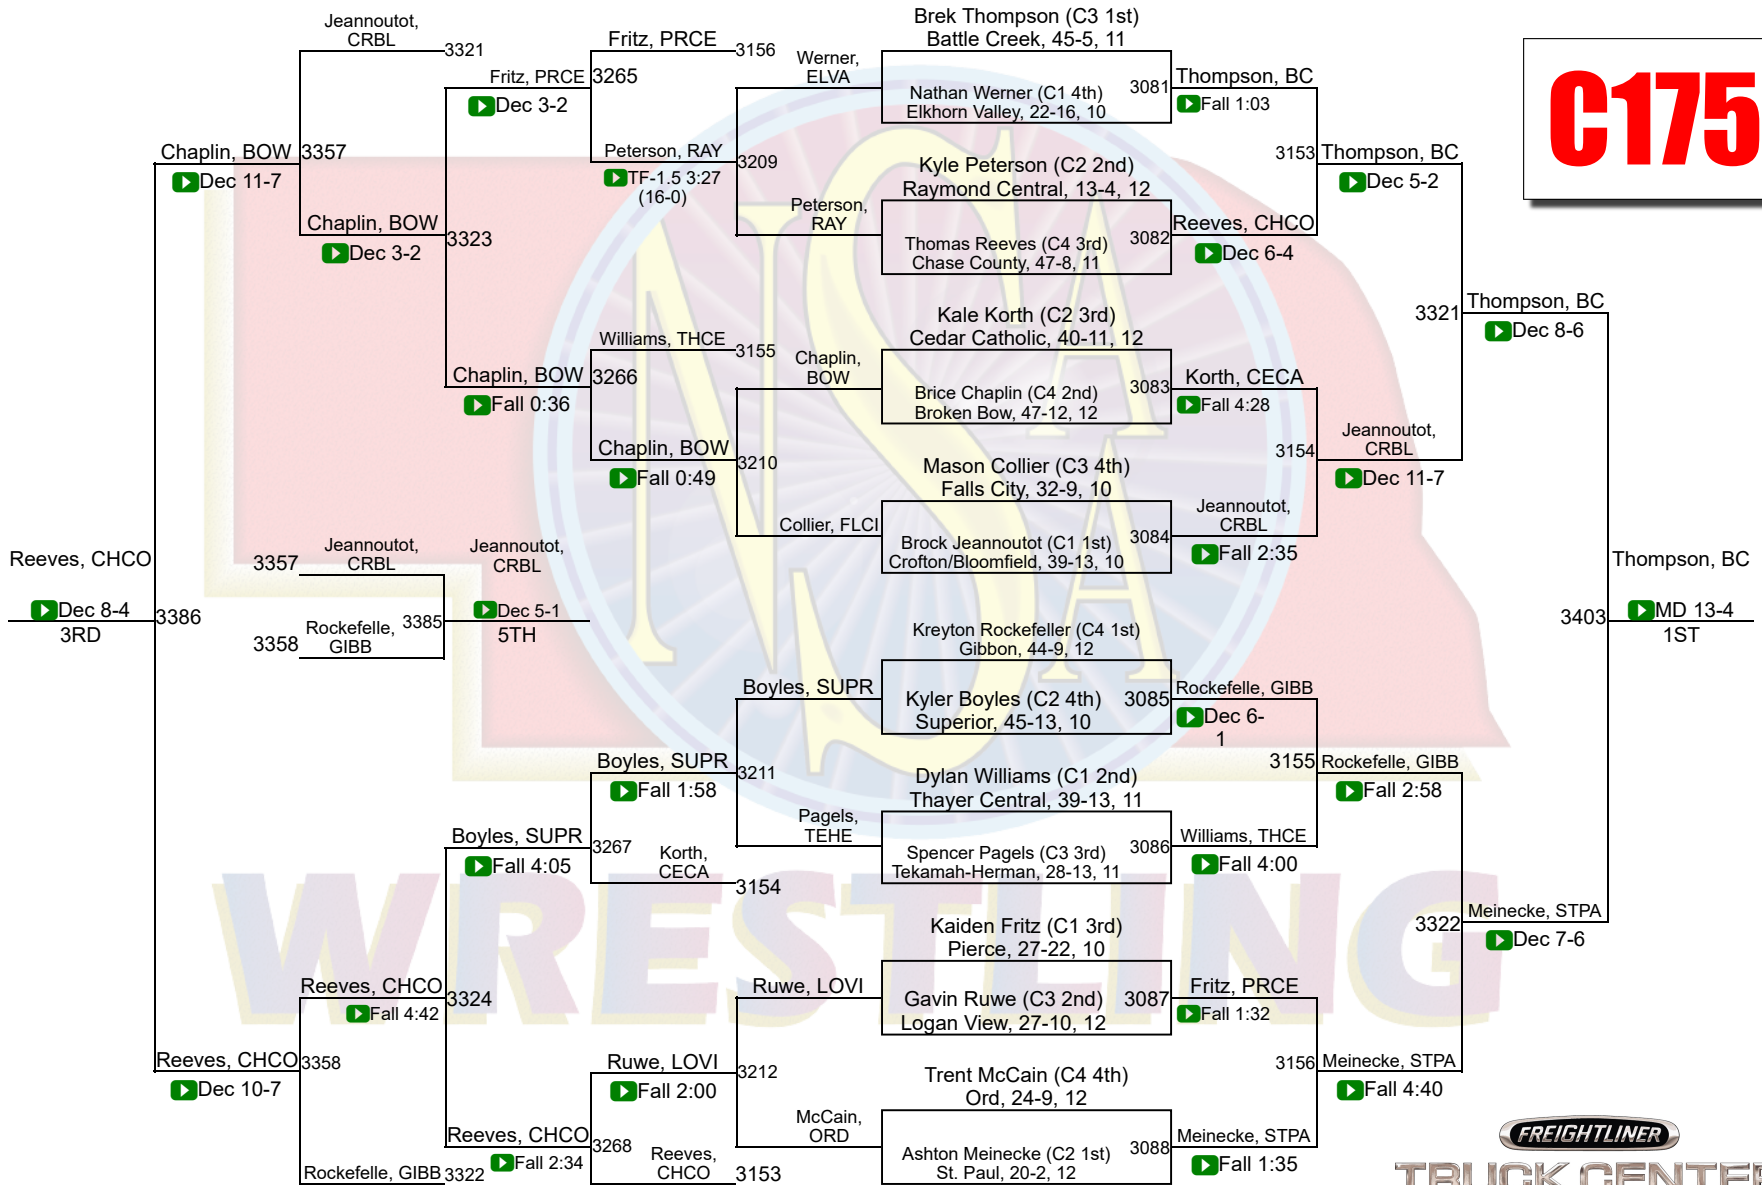 C175
Jeannoutot,
CRBL
3321
Fritz, PRCE
3156
Fritz, PRCE
3265
Dec 3-2
Werner,
ELVA
Chaplin, BOW
3357
Dec 11-7
Peterson, RAY
3209
TF-1.5 3:27
(16-0)
Peterson,
RAY
Chaplin, BOW
3323
Dec 3-2
Williams, THCE
3155
Chaplin,
BOW
Chaplin, BOW
3266
Fall 0:36
Chaplin, BOW
3210
Fall 0:49
Collier, FLCI
Reeves, CHCO
Dec 8-4
3RD
3386
3357
Jeannoutot,
CRBL
Jeannoutot,
CRBL
3358
Rockefelle,
GIBB
3385
Dec 5-1
5TH
Boyles, SUPR
Boyles, SUPR
3211
Fall 1:58
Pagels,
TEHE
Boyles, SUPR
3267
Fall 4:05
Korth,
CECA
3154
Reeves, CHCO
3324
Fall 4:42
Ruwe, LOVI
Reeves, CHCO
3358
Dec 10-7
Ruwe, LOVI
3212
Fall 2:00
McCain,
ORD
Reeves, CHCO
3268
Fall 2:34
Reeves,
CHCO
3153
Rockefelle, GIBB
3322
Brek Thompson (C3 1st)
Battle Creek, 45-5, 11
Nathan Werner (C1 4th)
Elkhorn Valley, 22-16, 10
3081
Thompson, BC
Fall 1:03
Kyle Peterson (C2 2nd)
Raymond Central, 13-4, 12
Thomas Reeves (C4 3rd)
Chase County, 47-8, 11
3082
Reeves, CHCO
Dec 6-4
3153
Thompson, BC
Dec 5-2
Kale Korth (C2 3rd)
Cedar Catholic, 40-11, 12
Brice Chaplin (C4 2nd)
Broken Bow, 47-12, 12
3083
Korth, CECA
Fall 4:28
Mason Collier (C3 4th)
Falls City, 32-9, 10
Brock Jeannoutot (C1 1st)
Crofton/Bloomfield, 39-13, 10
3084
Jeannoutot,
CRBL
Fall 2:35
3154
Jeannoutot,
CRBL
Dec 11-7
3321
Thompson, BC
Dec 8-6
Kreyton Rockefeller (C4 1st)
Gibbon, 44-9, 12
Kyler Boyles (C2 4th)
Superior, 45-13, 10
3085
Rockefelle, GIBB
Dec 6-
1
Dylan Williams (C1 2nd)
Thayer Central, 39-13, 11
Spencer Pagels (C3 3rd)
Tekamah-Herman, 28-13, 11
3086
Williams, THCE
Fall 4:00
3155
Rockefelle, GIBB
Fall 2:58
Kaiden Fritz (C1 3rd)
Pierce, 27-22, 10
Gavin Ruwe (C3 2nd)
Logan View, 27-10, 12
3087
Fritz, PRCE
Fall 1:32
Trent McCain (C4 4th)
Ord, 24-9, 12
Ashton Meinecke (C2 1st)
St. Paul, 20-2, 12
3088
Meinecke, STPA
Fall 1:35
3156
Meinecke, STPA
Fall 4:40
3322
Meinecke, STPA
Dec 7-6
Thompson, BC
3403
MD 13-4
1ST
NSAA
WRESTLING
FREIGHTLINER
TRUCK CENTER